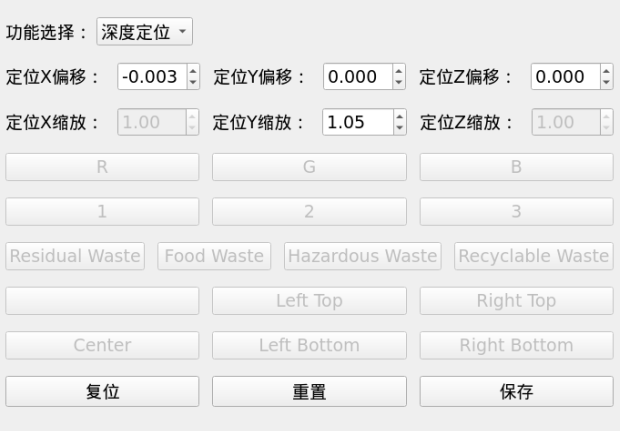 功能选择： 深度定位
定位X偏移： -0.003 定位Y偏移： 0.000 定位Z偏移： 0.000
定位X缩放： 1.00 定位Y缩放： 1.05 定位Z缩放： 1.00
R G B
1 2 3
Residual Waste Food Waste Hazardous Waste Recyclable Waste
Left Top Right Top
Center Left Bottom Right Bottom
复位 重置 保存